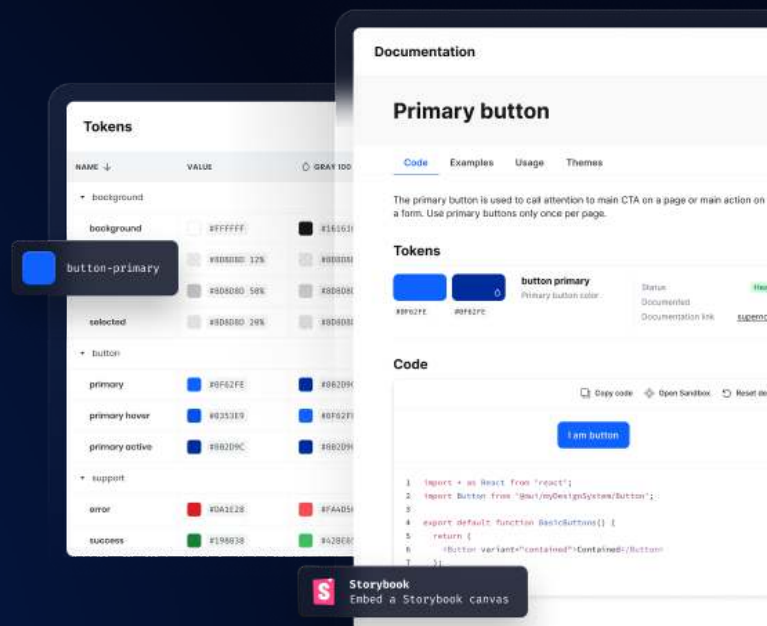 Documentation
Primary button
Code Examples Usage Themes
The primary button is used to call attention to main CTA on a page or main action on
a form. Use primary buttons only once per page.
Tokens
button primary
Primary button color
#0F62FE #0F62FE
Status
Documented
Documentation link
Code
Copy code Open Sandbox Reset
I am button
1 import * as React from 'react';
2 import Button from '@mui/myDesignSystem/Button';
3
4 export default function BasicButtons() {
5 return (
6 <Button variant="contained">Contained</Button>
7 );
Tokens
NAME VALUE GRAY 100
background
background #FFFFFF
button-primary
#8D8D8D 12%
#8D8D8D 50%
selected #8D8D8D 20%
button
primary #0F62FE
primary hover #0353E9
primary active #002D9C
support
error #DA1E28
success #198038
Storybook
Embed a Storybook canvas